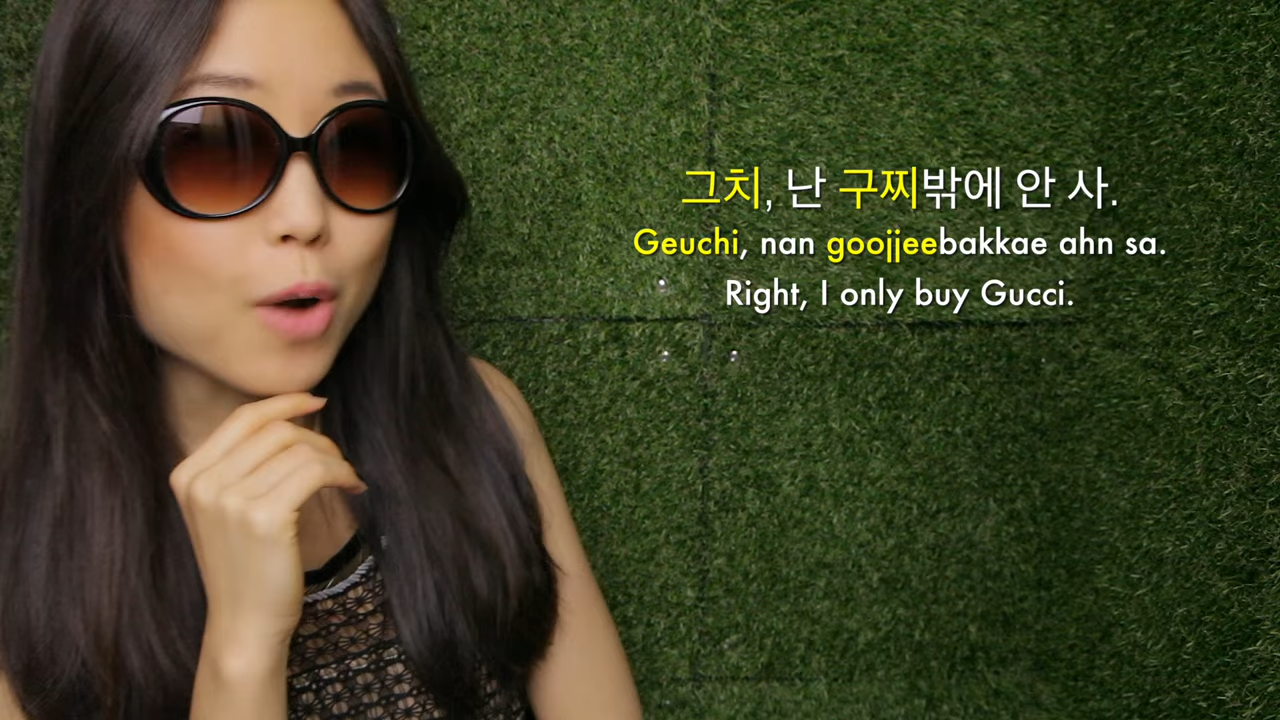 그치, 난 구찌밖에 안 사.
Geuchi, nan goojjeebakkae ahn sa.
Right, I only buy Gucci.